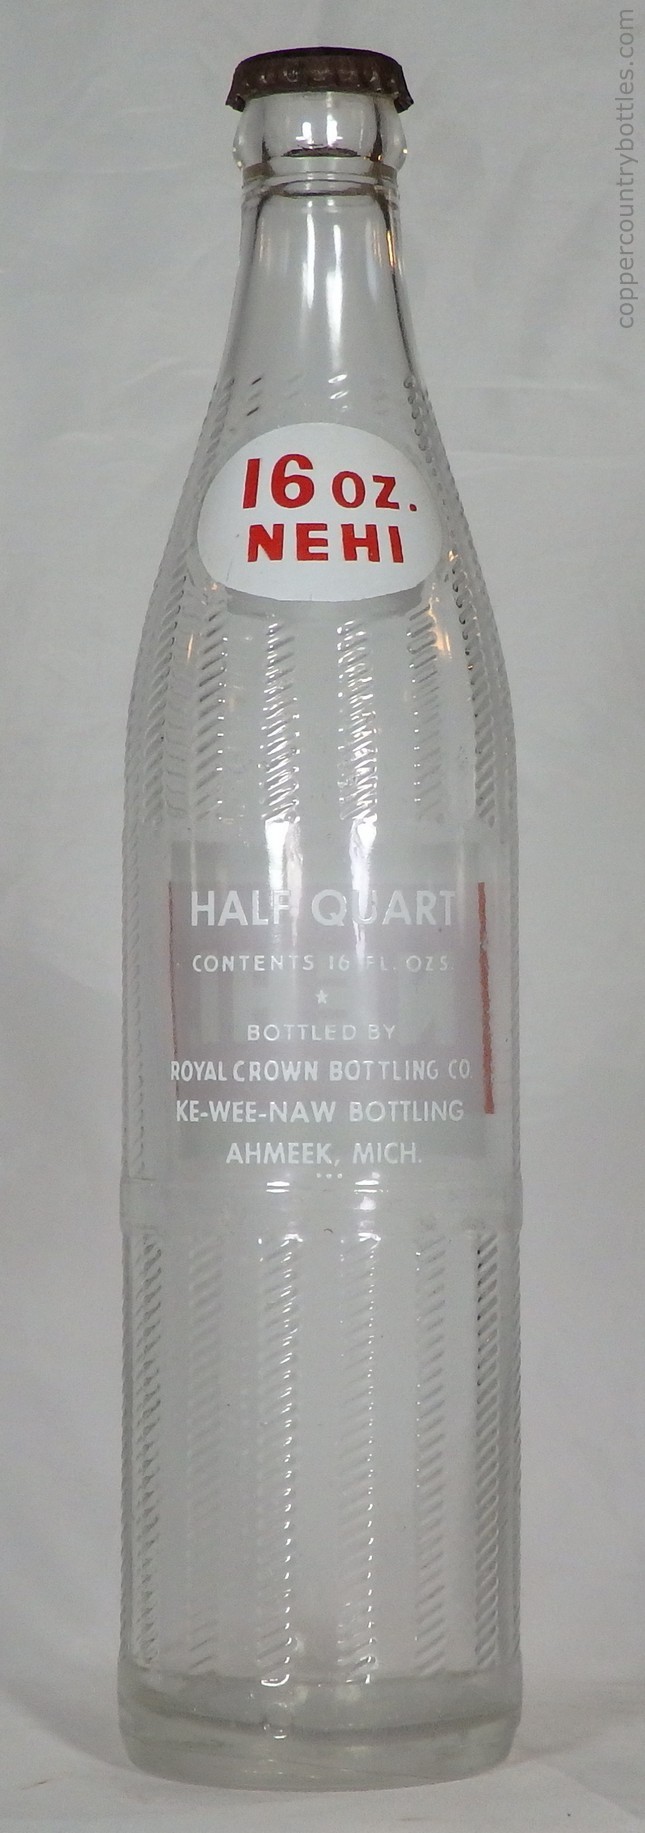 coppercountrybottles.com
16 OZ.
NEHI
HALF QUART
CONTENTS 16 FL. OZS.
BOTTLED BY
ROYAL CROWN BOTTLING CO.
KE-WEE-NAW BOTTLING
AHMEEK, MICH.